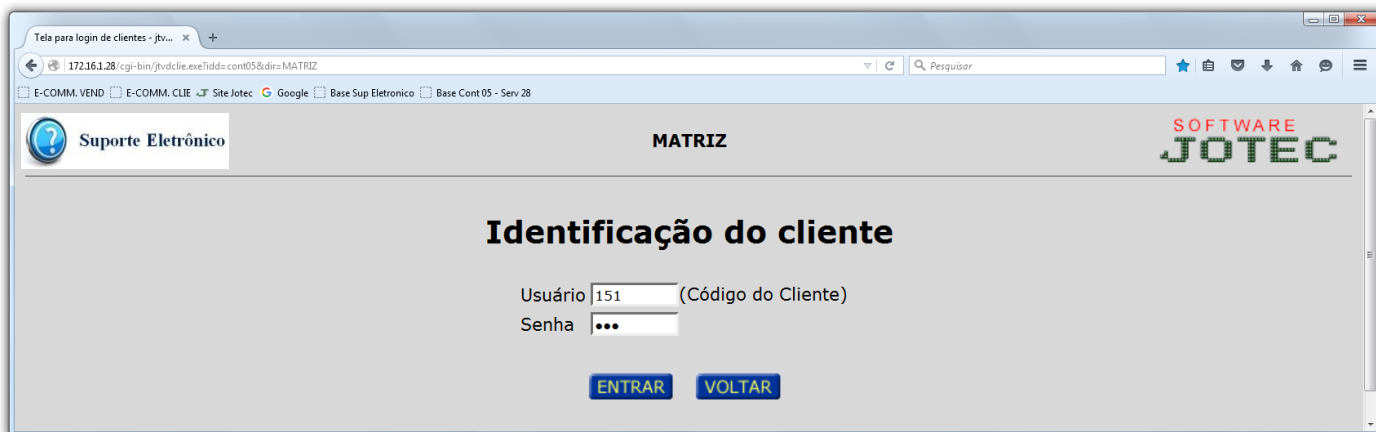 Tela para login de clientes - jtv... × +
172.16.1.28/cgi-bin/jtvdclie.exe?idd=cont05&dir=MATRIZ
Pesquisar
E-COMM. VEND E-COMM. CLIE Site Jotec Google Base Sup Eletronico Base Cont 05 - Serv 28
Suporte Eletrônico
MATRIZ
SOFTWARE
JOTEC
Identificação do cliente
Usuário 151 (Código do Cliente)
Senha •••
ENTRAR VOLTAR